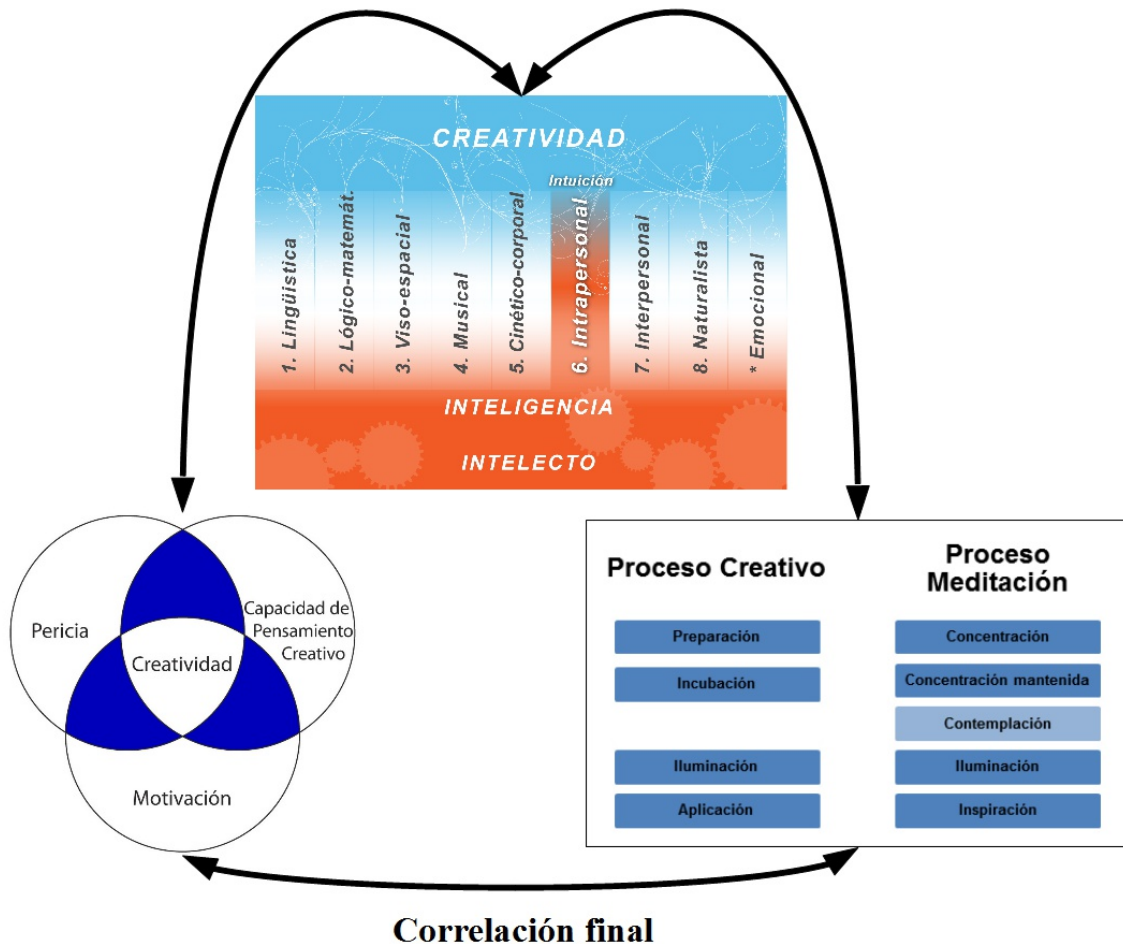 CREATIVIDAD
Intuición
1. Lingüística
2. Lógico-matemát.
3. Viso-espacial
4. Musical
5. Cinético-corporal
6. Intrapersonal
7. Interpersonal
8. Naturalista
* Emocional
INTELIGENCIA
INTELECTO
Pericia
Capacidad de
Pensamiento
Creativo
Creatividad
Motivación
Proceso Creativo
Preparación
Incubación
Iluminación
Aplicación
Proceso
Meditación
Concentración
Concentración mantenida
Contemplación
Iluminación
Inspiración
Correlación final